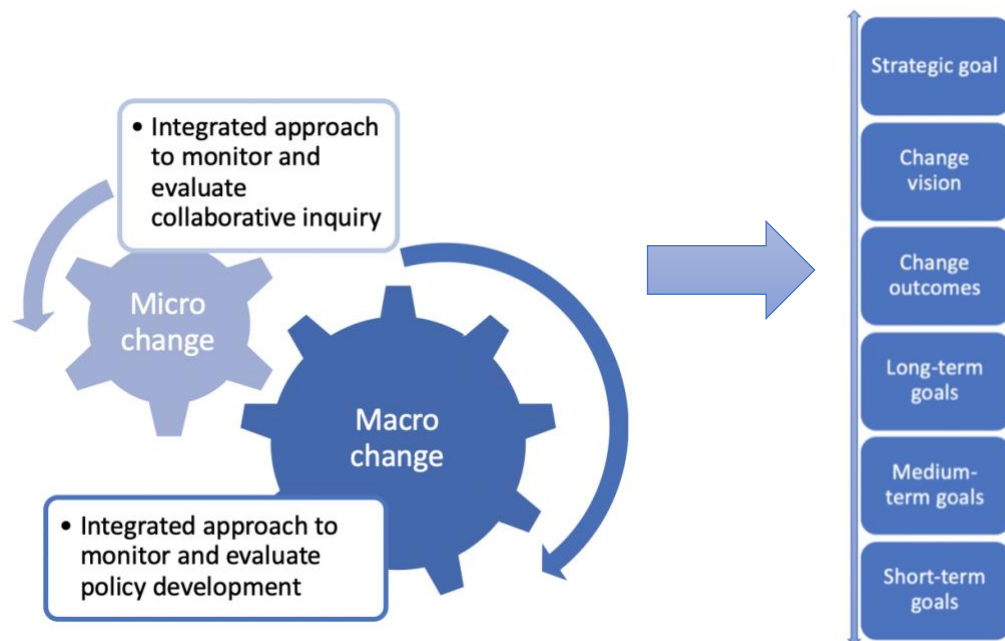 • Integrated approach
to monitor and
evaluate
collaborative inquiry
Micro
change
Macro
change
• Integrated approach to
monitor and evaluate
policy development
Strategic goal
Change
vision
Change
outcomes
Long-term
goals
Medium-
term goals
Short-term
goals